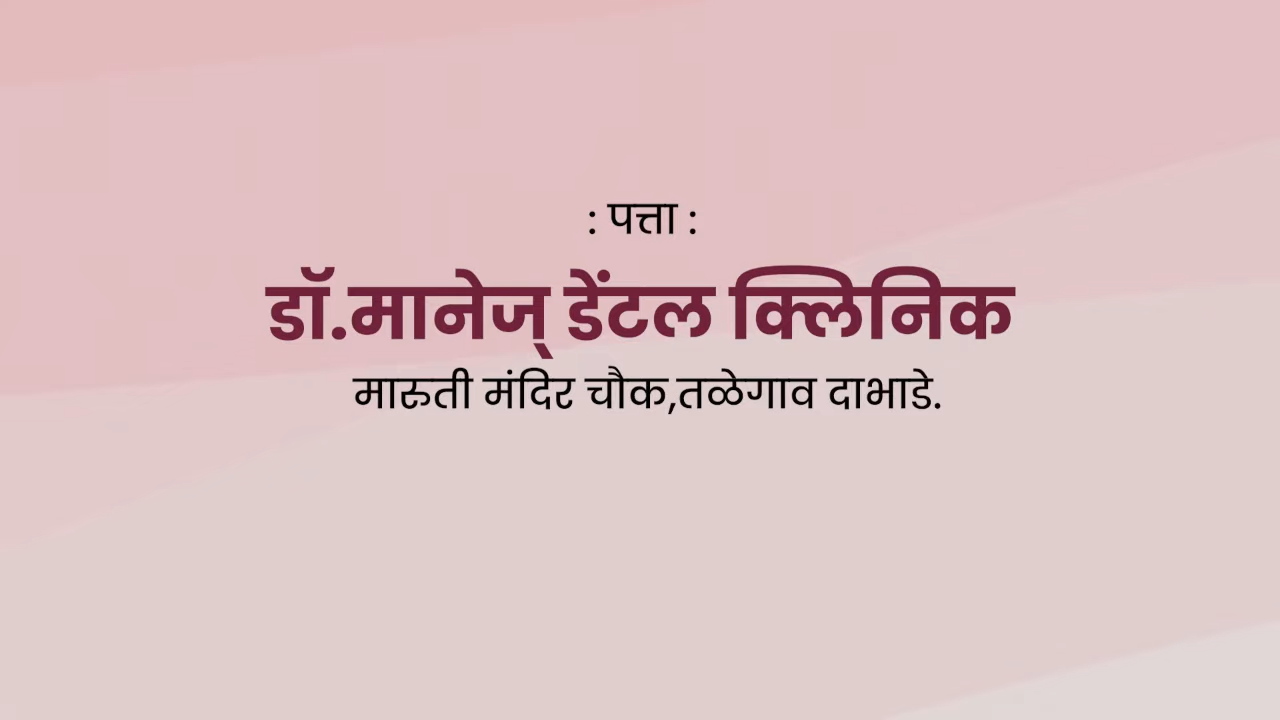 : पत्ता :
डॉ.मानेज् डेंटल क्लिनिक
मारुती मंदिर चौक,तळेगाव दाभाडे.